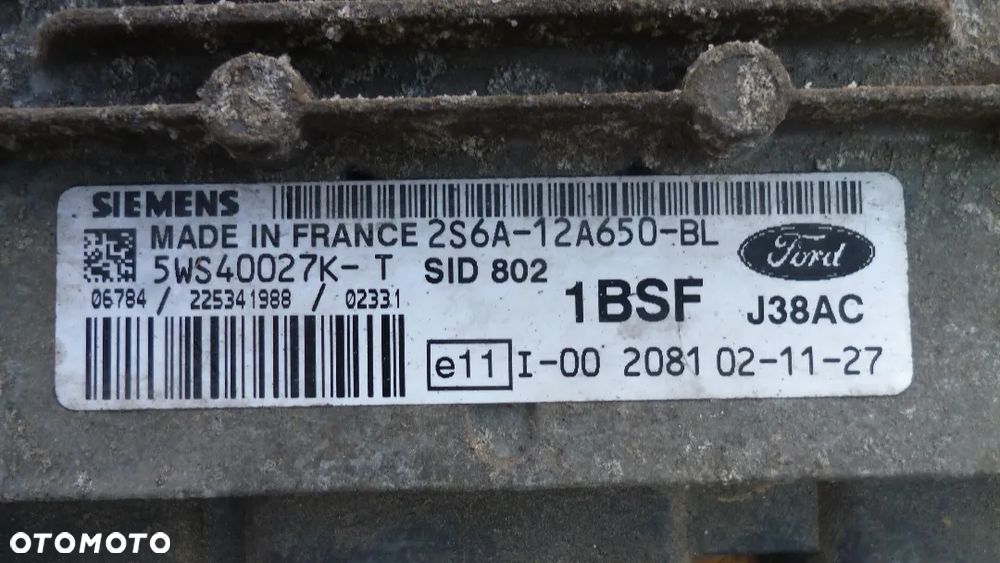 SIEMENS
MADE IN FRANCE 2S6A-12A650-BL
Ford
5WS40027K-T SID 802
06784 / 225341988 / 02331
1BSF J38AC
e11 I-00 2081 02-11-27
OTOMOTO